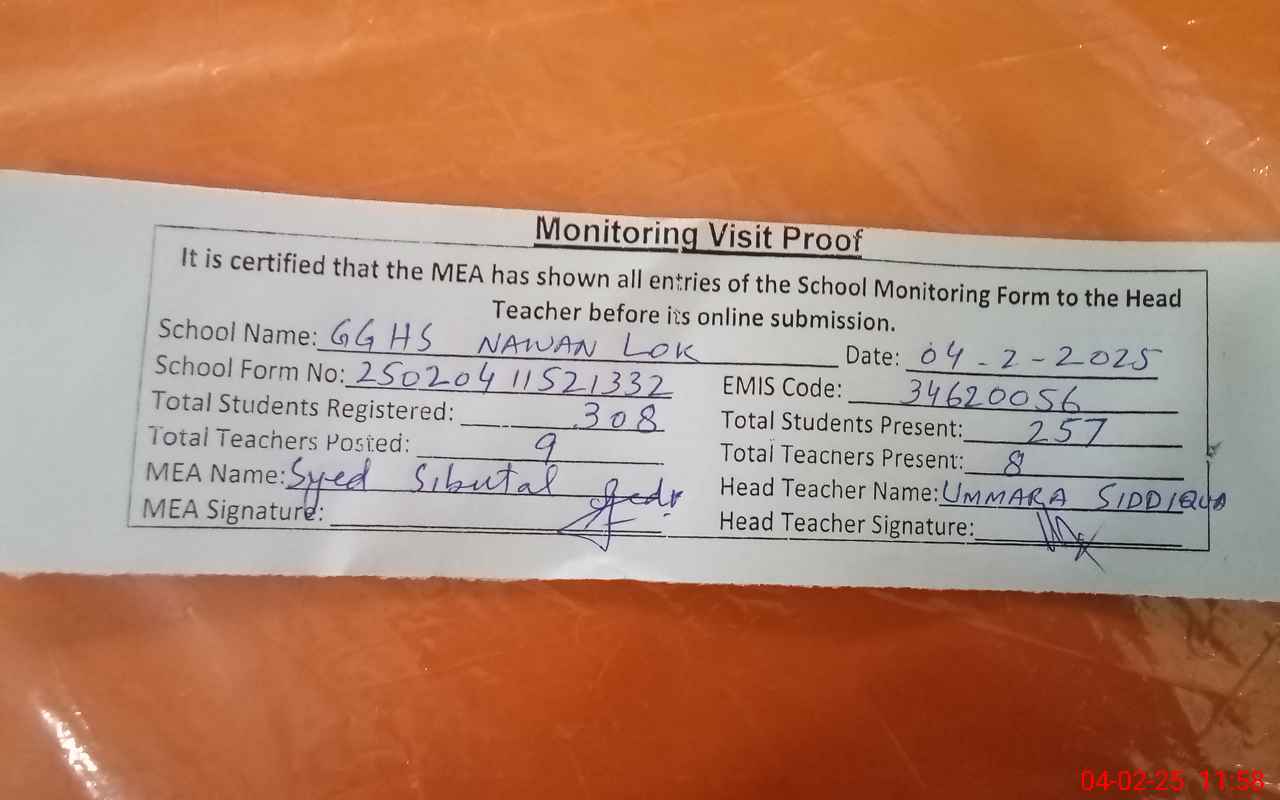 Monitoring Visit Proof
It is certified that the MEA has shown all entries of the School Monitoring Form to the Head
Teacher before its online submission.
School Name: GGHS NAWAN LOK Date: 04-2-2025
School Form No: 25020411521332 EMIS Code: 34620056
Total Students Registered: 308 Total Students Present: 257
Total Teachers Posted: 9 Total Teachers Present: 8
MEA Name: Syed Sibutal Head Teacher Name: UMMARA SIDDIQUA
MEA Signature: Head Teacher Signature:
04-02-25 11:58